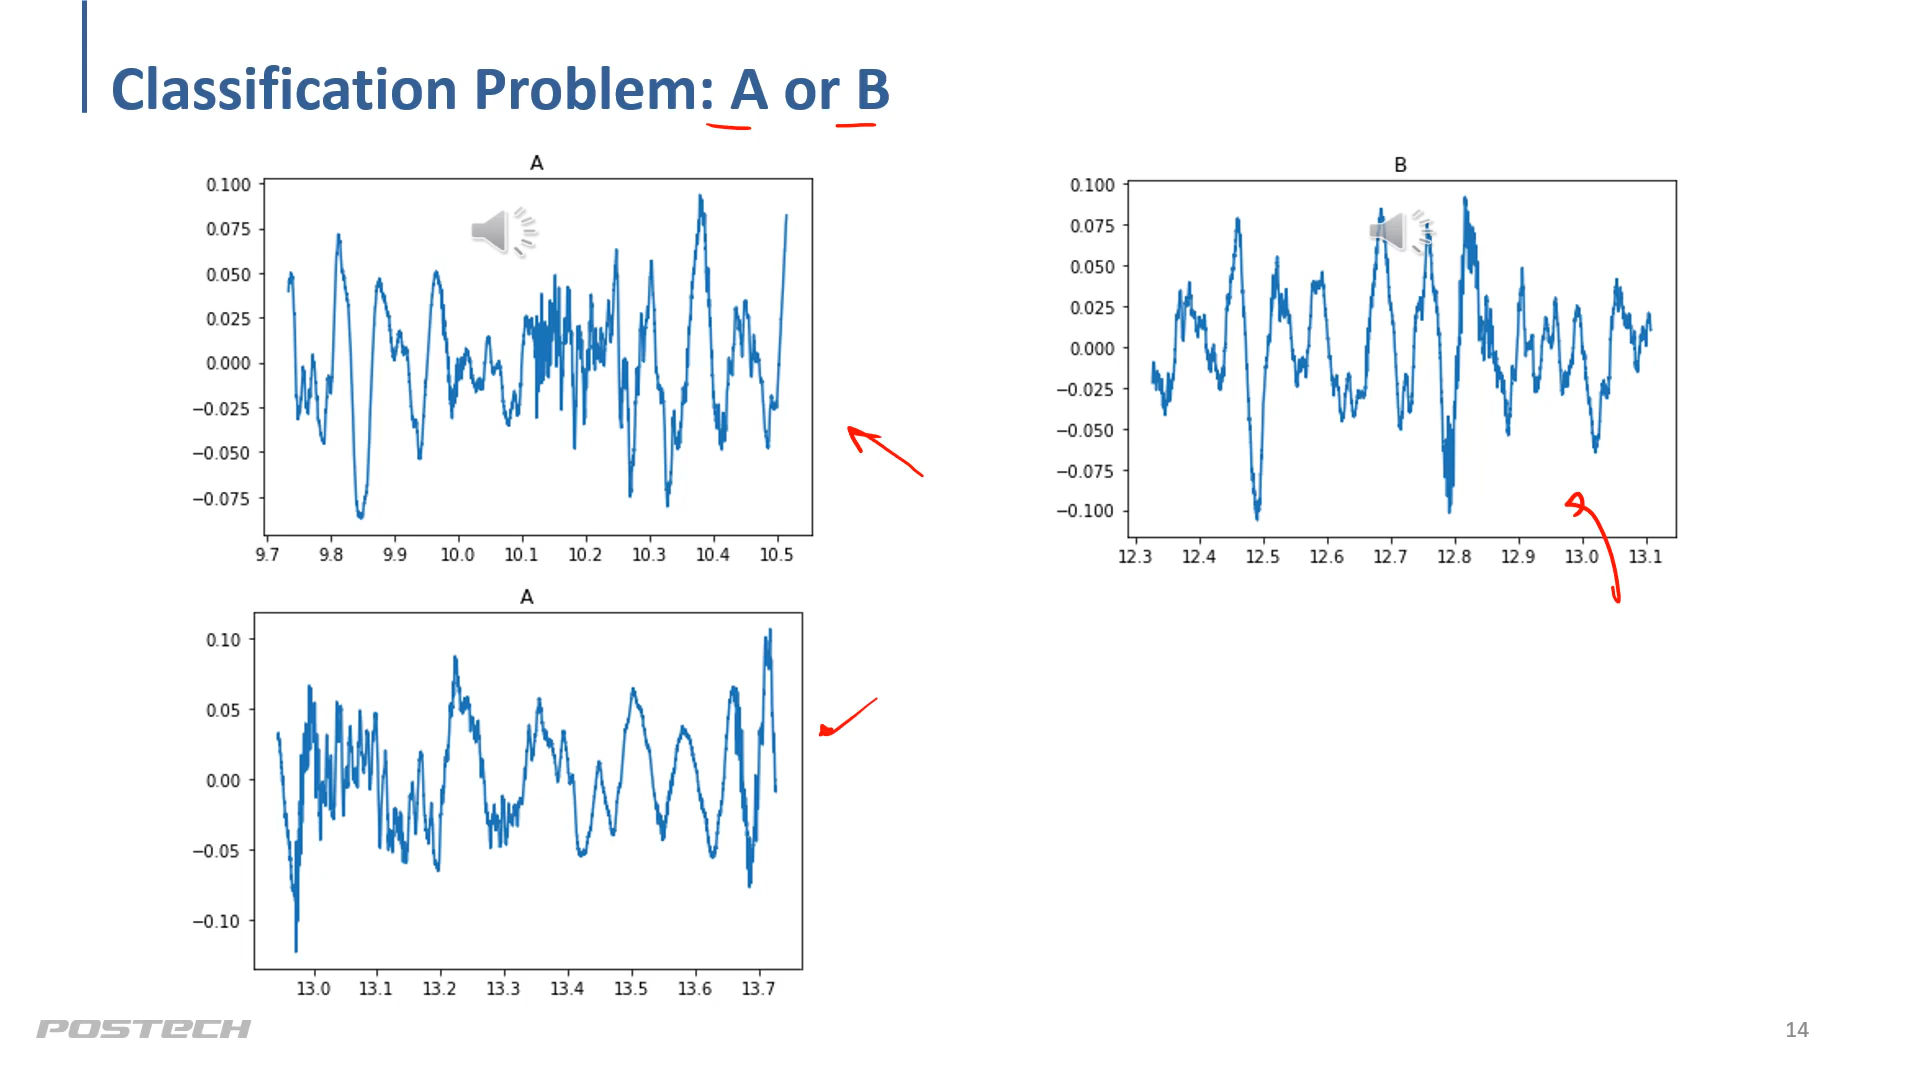 Classification Problem: A or B
A
0.100
0.075
0.050
0.025
0.000
−0.025
−0.050
−0.075
9.7 9.8 9.9 10.0 10.1 10.2 10.3 10.4 10.5
B
0.100
0.075
0.050
0.025
0.000
−0.025
−0.050
−0.075
−0.100
12.3 12.4 12.5 12.6 12.7 12.8 12.9 13.0 13.1
A
0.10
0.05
0.00
−0.05
−0.10
13.0 13.1 13.2 13.3 13.4 13.5 13.6 13.7
POSTECH
14